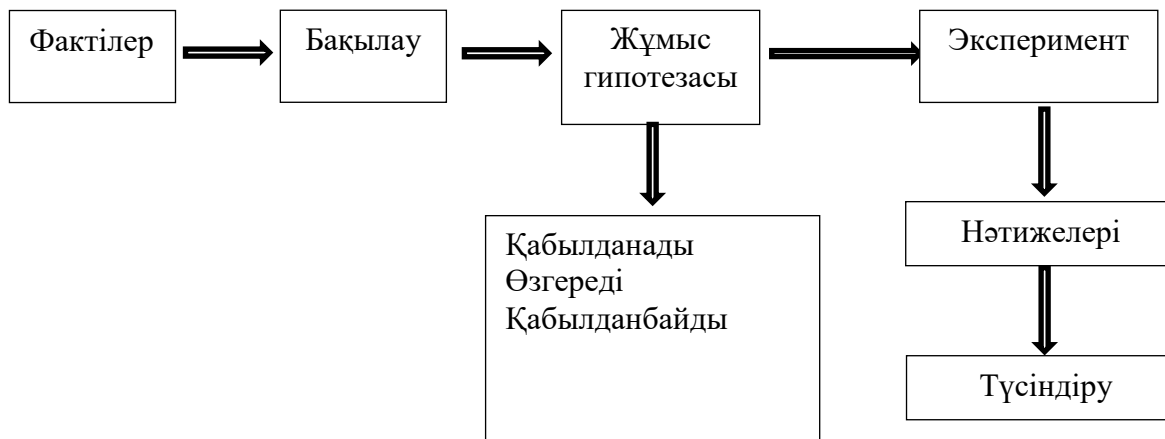 Фактілер
Бақылау
Жұмыс
гипотезасы
Эксперимент
Қабылданады
Өзгереді
Қабылданбайды
Нәтижелері
Түсіндіру